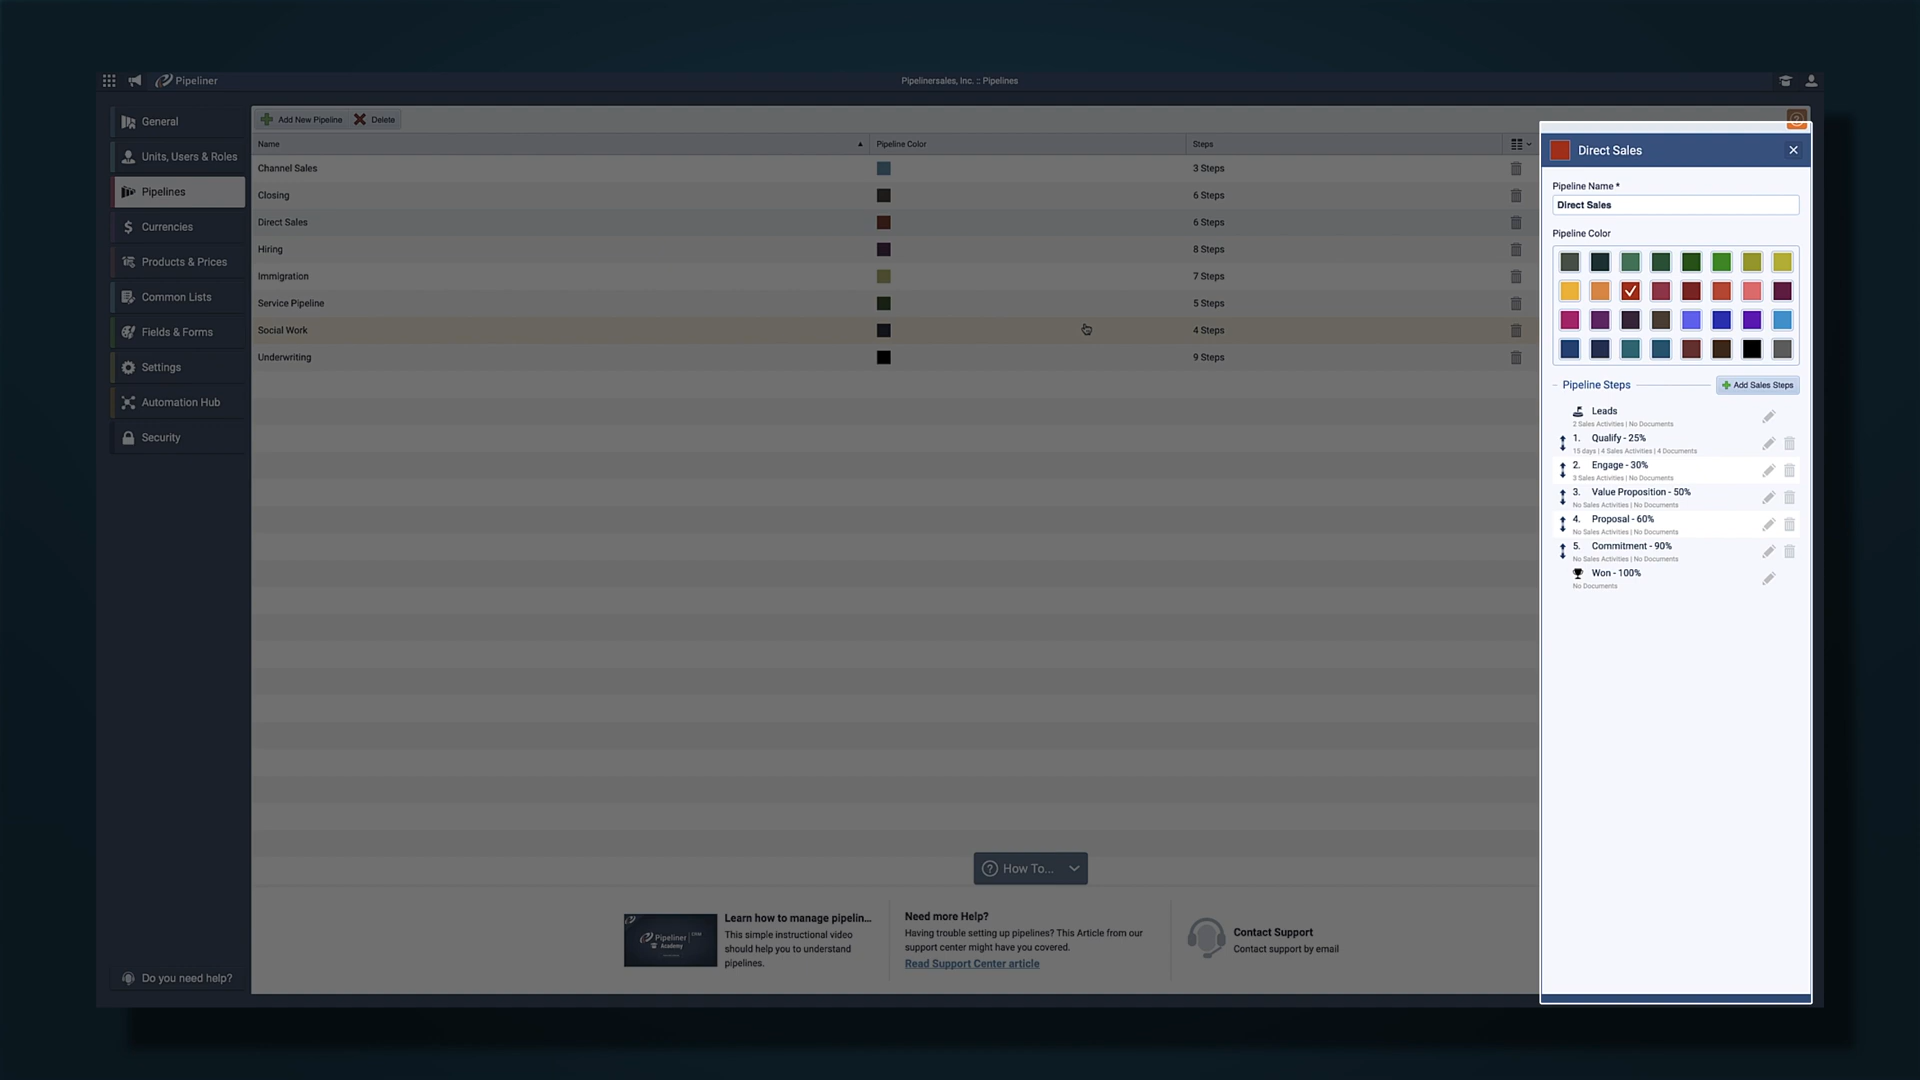 Pipeliner
Pipelinersales, Inc. :: Pipelines
General
Units, Users & Roles
Pipelines
Currencies
Products & Prices
Common Lists
Fields & Forms
Settings
Automation Hub
Security
Do you need help?
Add New Pipeline Delete
Name Pipeline Color Steps
Channel Sales 3 Steps
Closing 6 Steps
Direct Sales 6 Steps
Hiring 8 Steps
Immigration 7 Steps
Service Pipeline 5 Steps
Social Work 4 Steps
Underwriting 9 Steps
How To...
Pipeliner CRM
Academy
Learn how to manage pipelin...
This simple instructional video
should help you to understand
pipelines.
Need more Help?
Having trouble setting up pipelines? This Article from our
support center might have you covered.
Read Support Center article
Contact Support
Contact support by email
Direct Sales
Pipeline Name *
Direct Sales
Pipeline Color
Pipeline Steps Add Sales Steps
Leads
2 Sales Activities | No Documents
1. Qualify - 25%
15 days | 4 Sales Activities | 4 Documents
2. Engage - 30%
3 Sales Activities | No Documents
3. Value Proposition - 50%
No Sales Activities | No Documents
4. Proposal - 60%
No Sales Activities | No Documents
5. Commitment - 90%
No Sales Activities | No Documents
Won - 100%
No Documents